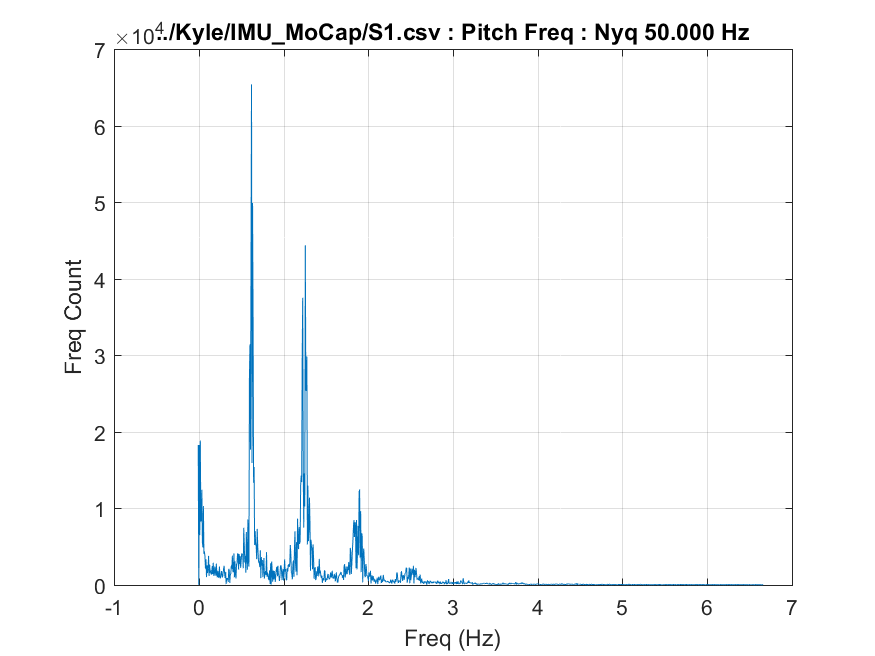 ×10⁴
../Kyle/IMU_MoCap/S1.csv : Pitch Freq : Nyq 50.000 Hz
7
6
5
4
3
2
1
0
Freq Count
-1 0 1 2 3 4 5 6 7
Freq (Hz)